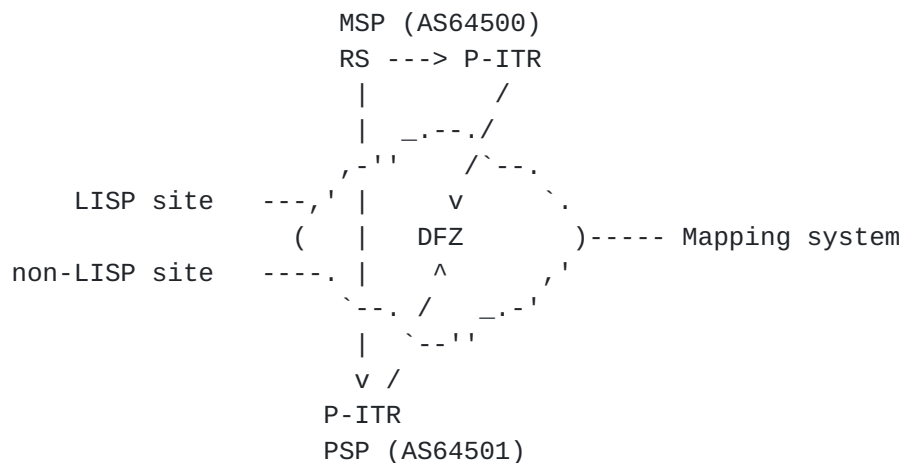 MSP (AS64500)
RS ---> P-ITR
|        /
|  _.--./
,-''    /`--.
LISP site   ---,' |     v     `.
(   |   DFZ       )----- Mapping system
non-LISP site   ----. |    ^      ,'
`--. /   _.-'
|  `--''
v /
P-ITR
PSP (AS64501)